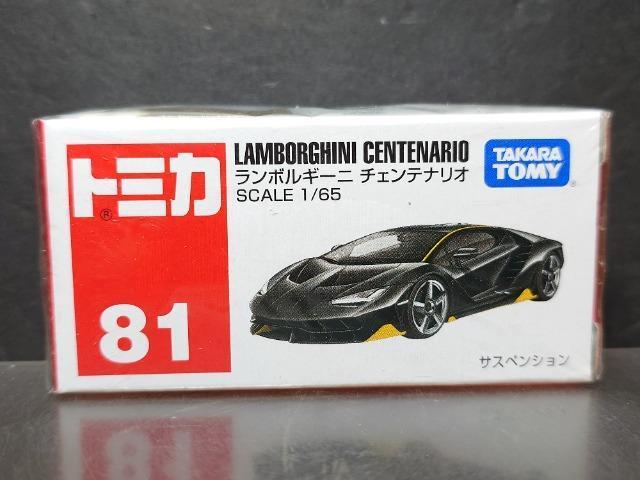 トミカ
®
81
LAMBORGHINI CENTENARIO
ランボルギーニ チェンテナリオ
SCALE 1/65
TAKARA
TOMY
®
サスペンション